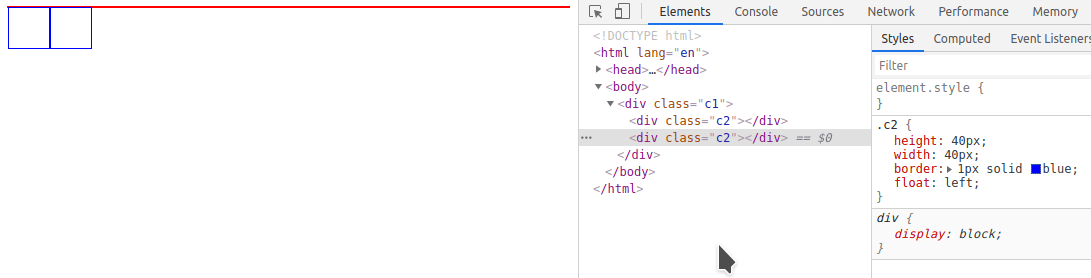 Elements Console Sources Network Performance Memory
<!DOCTYPE html>
<html lang="en">
<head>…</head>
<body>
<div class="c1">
<div class="c2"></div>
<div class="c2"></div> == $0
</div>
</body>
</html>
Styles Computed Event Listeners
Filter
element.style {
}
.c2 {
height: 40px;
width: 40px;
border: 1px solid blue;
float: left;
}
div {
display: block;
}